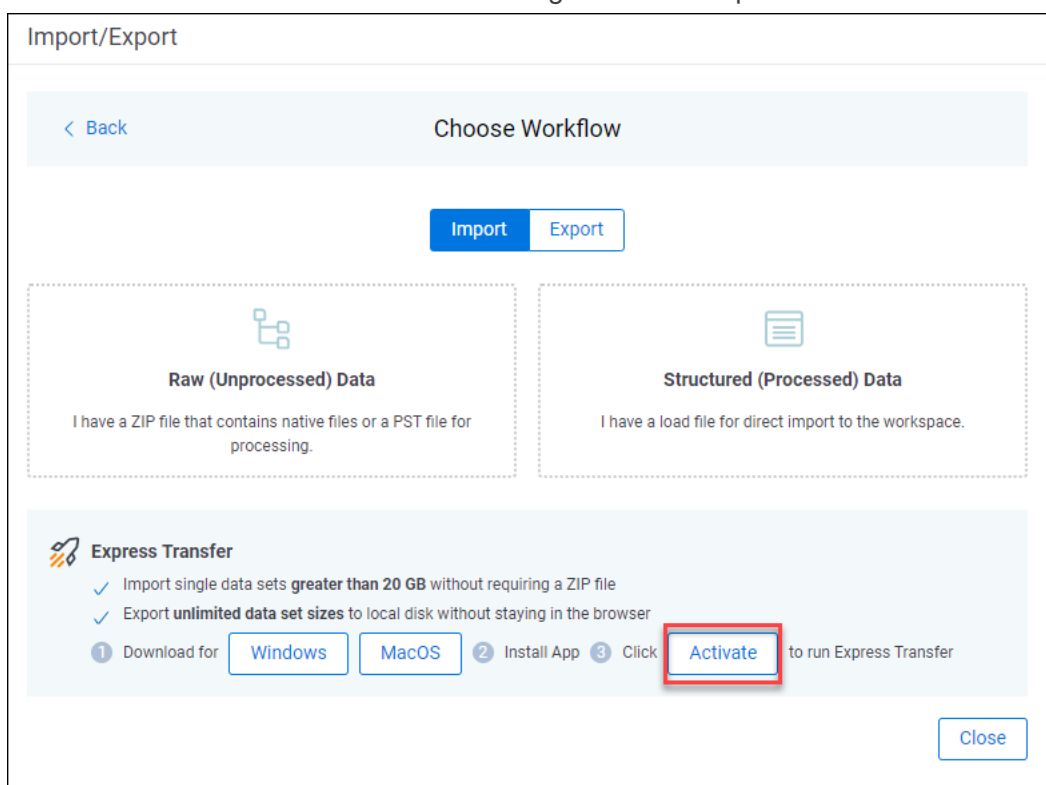 Import/Export
< Back
Choose Workflow
Import
Export
Raw (Unprocessed) Data
I have a ZIP file that contains native files or a PST file for
processing.
Structured (Processed) Data
I have a load file for direct import to the workspace.
Express Transfer
Import single data sets greater than 20 GB without requiring a ZIP file
Export unlimited data set sizes to local disk without staying in the browser
1 Download for Windows MacOS 2 Install App 3 Click Activate to run Express Transfer
Close